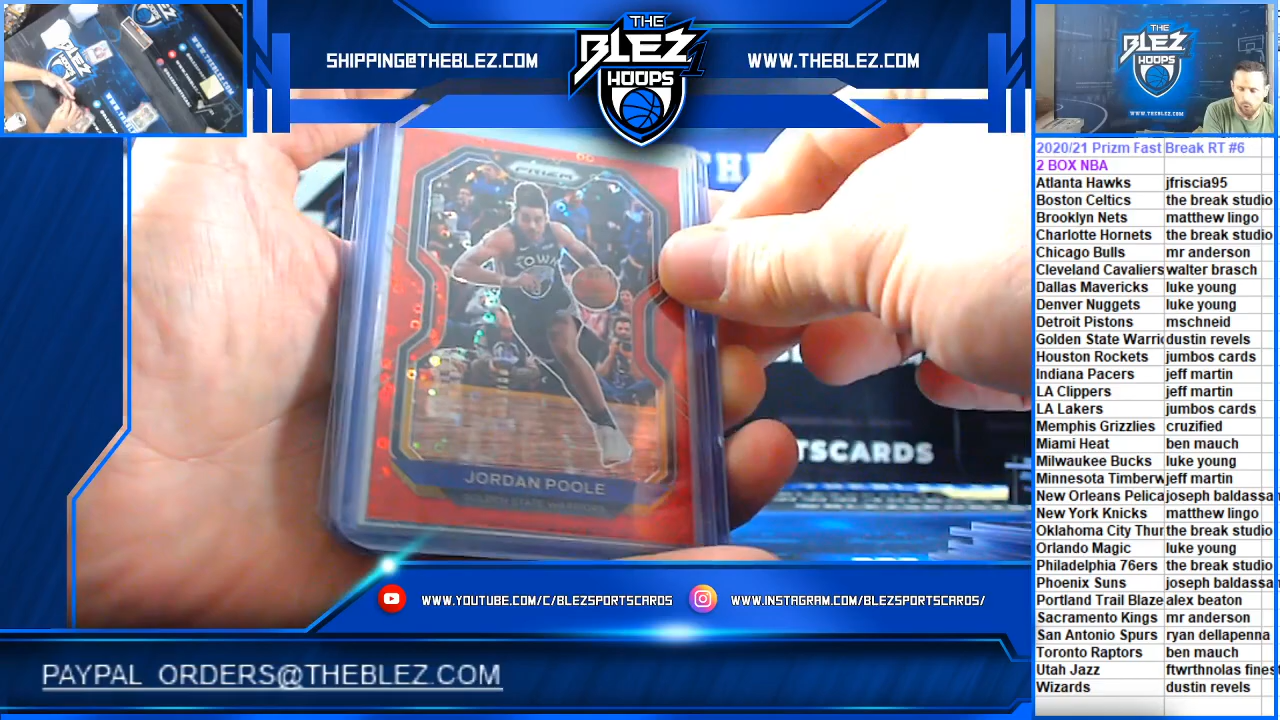 SHIPPING@THEBLEZ.COM
THE
BLEZ
HOOPS
WWW.THEBLEZ.COM
THE
BLEZ
HOOPS
WWW.THEBLEZ.COM
PRIZM
TOWN
JORDAN POOLE
GOLDEN STATE WARRIORS
TSCARDS
WWW.YOUTUBE.COM/C/BLEZSPORTSCARDS
WWW.INSTAGRAM.COM/BLEZSPORTSCARDS/
PAYPAL ORDERS@THEBLEZ.COM
2020/21 Prizm Fast Break RT #6
2 BOX NBA
Atlanta Hawks jfriscia95
Boston Celtics the break studio
Brooklyn Nets matthew lingo
Charlotte Hornets the break studio
Chicago Bulls mr anderson
Cleveland Cavaliers walter brasch
Dallas Mavericks luke young
Denver Nuggets luke young
Detroit Pistons mschneid
Golden State Warri dustin revels
Houston Rockets jumbos cards
Indiana Pacers jeff martin
LA Clippers jeff martin
LA Lakers jumbos cards
Memphis Grizzlies cruzified
Miami Heat ben mauch
Milwaukee Bucks luke young
Minnesota Timberw jeff martin
New Orleans Pelica joseph baldassa
New York Knicks matthew lingo
Oklahoma City Thu the break studio
Orlando Magic luke young
Philadelphia 76ers the break studio
Phoenix Suns joseph baldassa
Portland Trail Blaze alex beaton
Sacramento Kings mr anderson
San Antonio Spurs ryan dellapenna
Toronto Raptors ben mauch
Utah Jazz ftwrthnolas fines
Wizards dustin revels